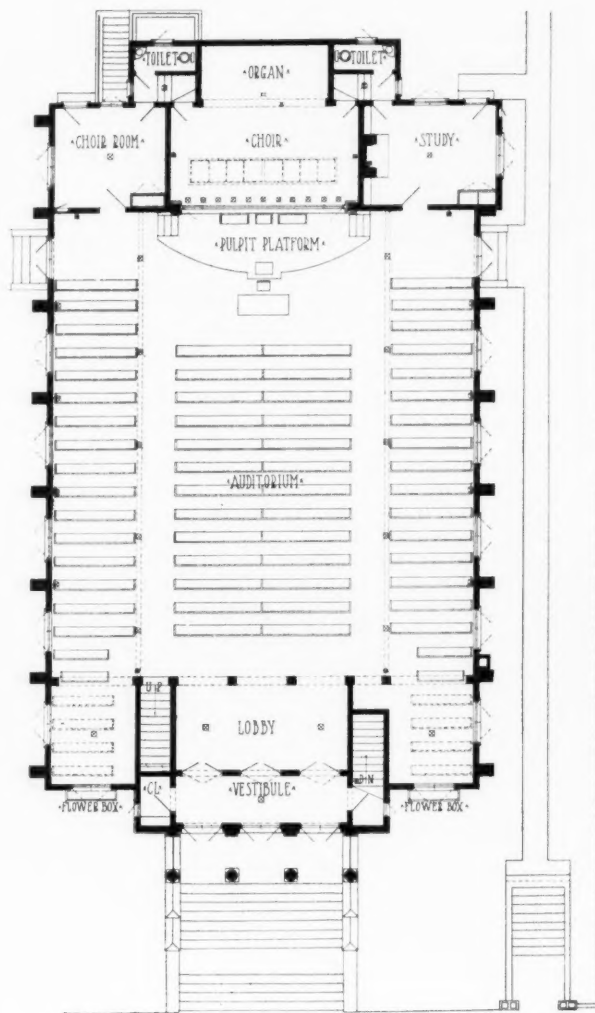 ·TOILET·
·TOILET·
·ORGAN·
·CHOIR ROOM·
·CHOIR·
·STUDY·
·PULPIT PLATFORM·
·AUDITORIUM·
UP
LOBBY
DN
·CL·
·VESTIBULE·
·FLOWER BOX·
·FLOWER BOX·